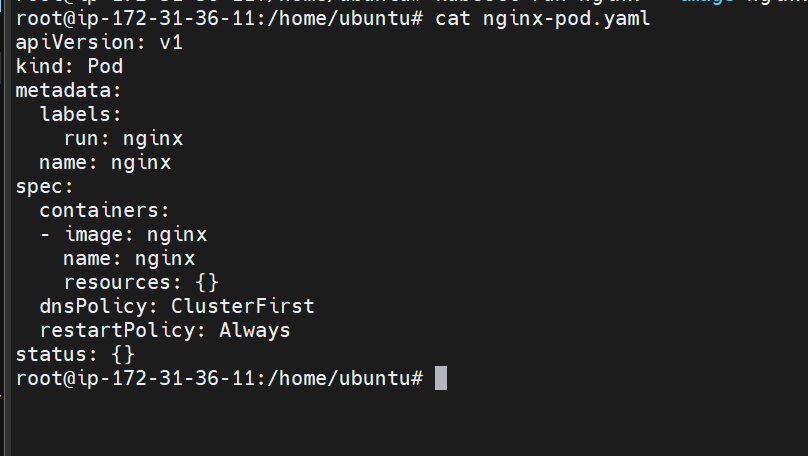 root@ip-172-31-36-11:/home/ubuntu# cat nginx-pod.yaml
apiVersion: v1
kind: Pod
metadata:
  labels:
    run: nginx
  name: nginx
spec:
  containers:
  - image: nginx
    name: nginx
    resources: {}
  dnsPolicy: ClusterFirst
  restartPolicy: Always
status: {}
root@ip-172-31-36-11:/home/ubuntu#